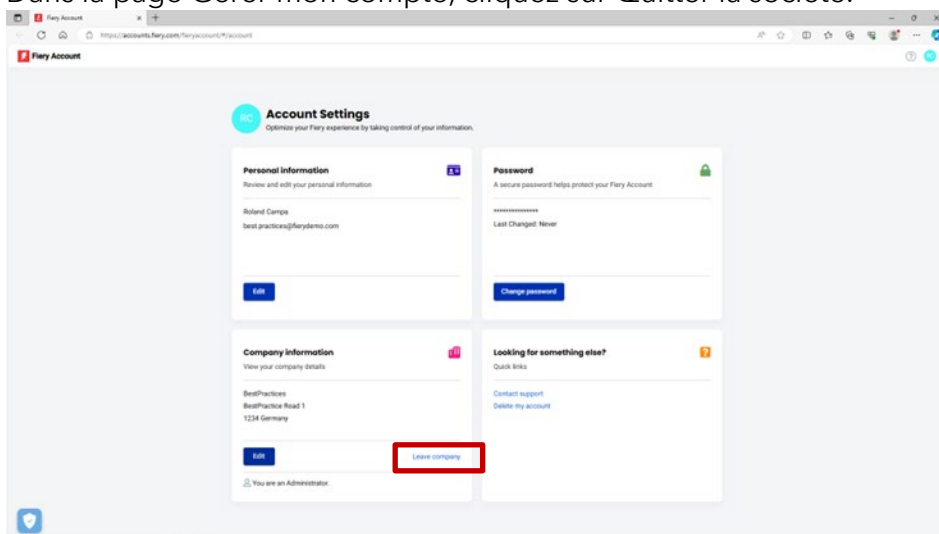 Dans la page Gérer mon compte, cliquez sur Quitter la société.
Fiery Account
https://accounts.fiery.com/fieryaccount/#/account
Fiery Account
RC
RC
Account Settings
Optimize your Fiery experience by taking control of your information.
Personal information
Review and edit your personal information
Roland Campa
best.practices@fierydemo.com
Edit
Password
A secure password helps protect your Fiery Account
***************
Last Changed: Never
Change password
Company information
View your company details
BestPractices
BestPractice Road 1
1234 Germany
Edit
Leave company
You are an Administrator.
Looking for something else?
Quick links
Contact support
Delete my account